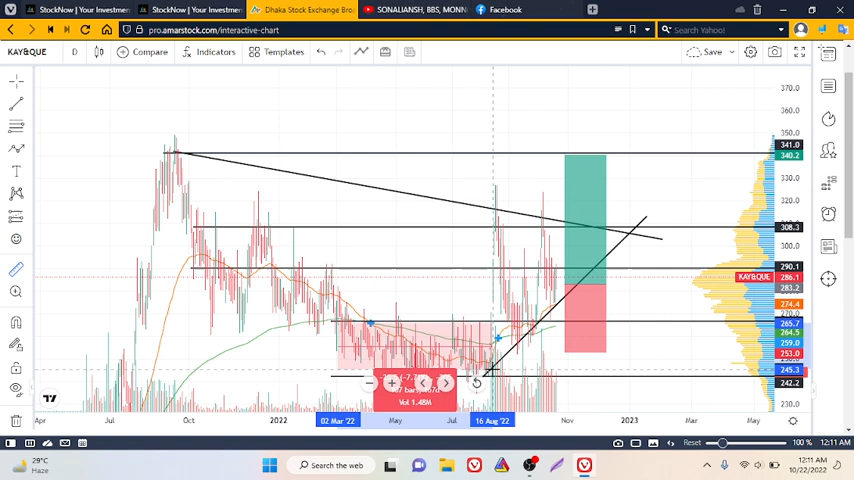 StockNow | Your Investmen
StockNow | Your Investmen
Dhaka Stock Exchange Bro
SONALIANSH, BBS, MONN
Facebook
pro.amarstock.com/interactive-chart
Search Yahoo!
KAY&QUE
D
Compare
Indicators
Templates
Save
370.0
360.0
350.0
341.0
340.2
330.0
320.0
308.3
300.0
290.1
KAY&QUE
286.1
283.2
274.4
270.0
265.7
264.5
259.0
253.0
245.3
242.2
230.0
Vol 1.48M
Apr
Jul
Oct
2022
02 Mar '22
May
Jul
16 Aug '22
Nov
2023
Mar
May
Reset
100 %
12:11 AM
29°C
Haze
Search the web
12:11 AM
10/22/2022